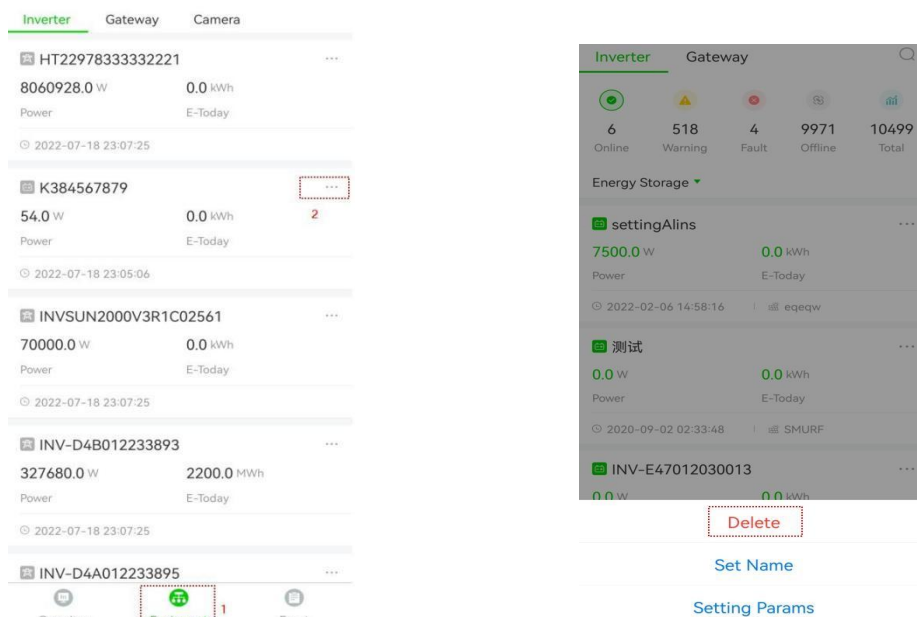 Inverter Gateway Camera
HT22978333332221 ...
8060928.0 W 0.0 kWh
Power E-Today
2022-07-18 23:07:25
K384567879 ...
54.0 W 0.0 kWh 2
Power E-Today
2022-07-18 23:05:06
INVSUN2000V3R1C02561 ...
70000.0 W 0.0 kWh
Power E-Today
2022-07-18 23:07:25
INV-D4B012233893 ...
327680.0 W 2200.0 MWh
Power E-Today
2022-07-18 23:07:25
INV-D4A012233895 ...
1
Inverter Gateway
6 518 4 9971 10499
Online Warning Fault Offline Total
Energy Storage
settingAlins ...
7500.0 W 0.0 kWh
Power E-Today
2022-02-06 14:58:16 eqeqw
测试 ...
0.0 W 0.0 kWh
Power E-Today
2020-09-02 02:33:48 SMURF
INV-E47012030013 ...
0.0 W 0.0 kWh
Delete
Set Name
Setting Params